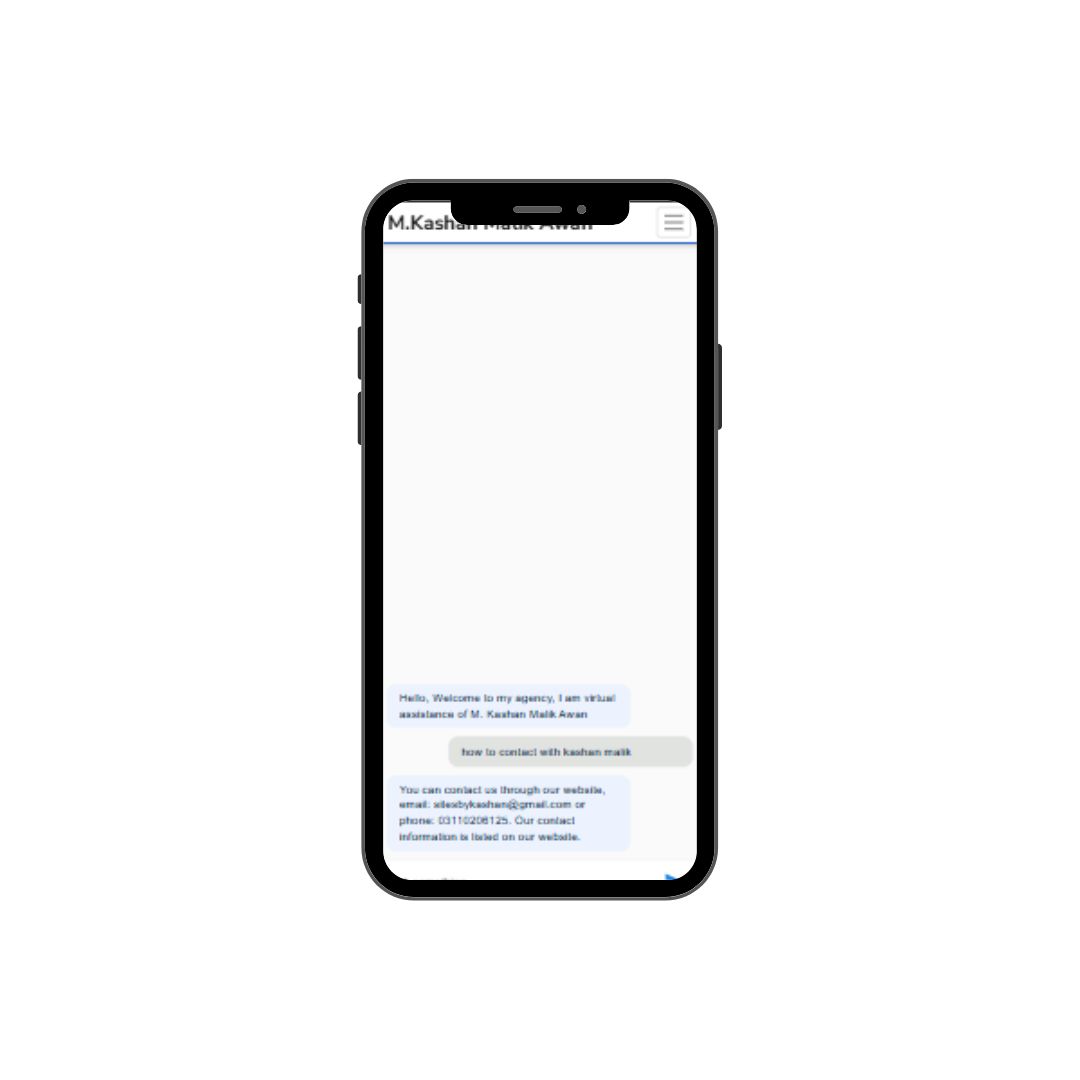 M.Kashan Malik Awan
Hello, Welcome to my agency, I am virtual
assistance of M. Kashan Malik Awan
how to contact with kashan malik
You can contact us through our website,
email: sitesbykashan@gmail.com or
phone: 03110206125. Our contact
information is listed on our website.